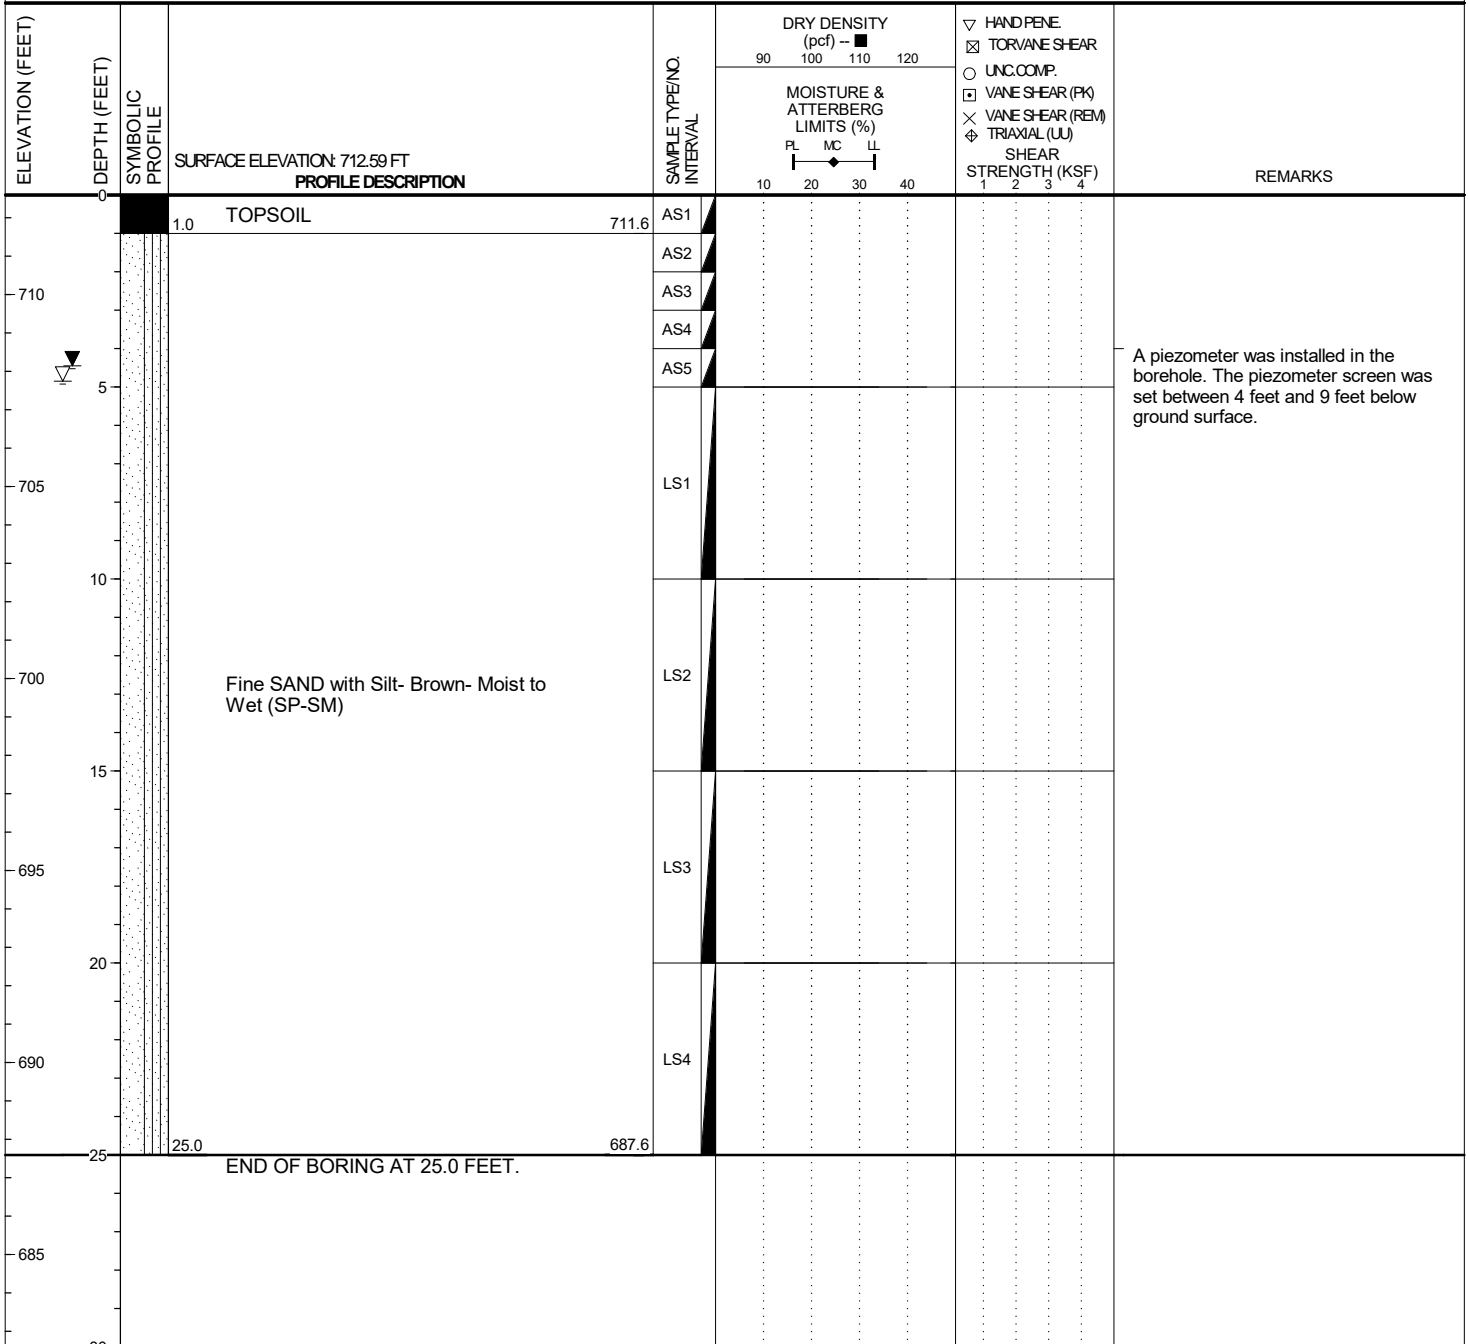 ELEVATION (FEET)
DEPTH (FEET)
SYMBOLIC
PROFILE
SURFACE ELEVATION: 712.59 FT
PROFILE DESCRIPTION
SAMPLE TYPE/NO.
INTERVAL
DRY DENSITY
(pcf) -- ■
90 100 110 120
MOISTURE &
ATTERBERG
LIMITS (%)
PL MC LL
10 20 30 40
HAND PENE.
TORVANE SHEAR
UNC.COMP.
VANE SHEAR (PK)
VANE SHEAR (REM)
TRIAXIAL (UU)
SHEAR
STRENGTH (KSF)
1 2 3 4
REMARKS
0
1.0 TOPSOIL 711.6 AS1
AS2
710 AS3
AS4
AS5
5
A piezometer was installed in the
borehole. The piezometer screen was
set between 4 feet and 9 feet below
ground surface.
705 LS1
10
700 LS2
Fine SAND with Silt- Brown- Moist to
Wet (SP-SM)
15
695 LS3
20
690 LS4
25.0 687.6
25
END OF BORING AT 25.0 FEET.
685